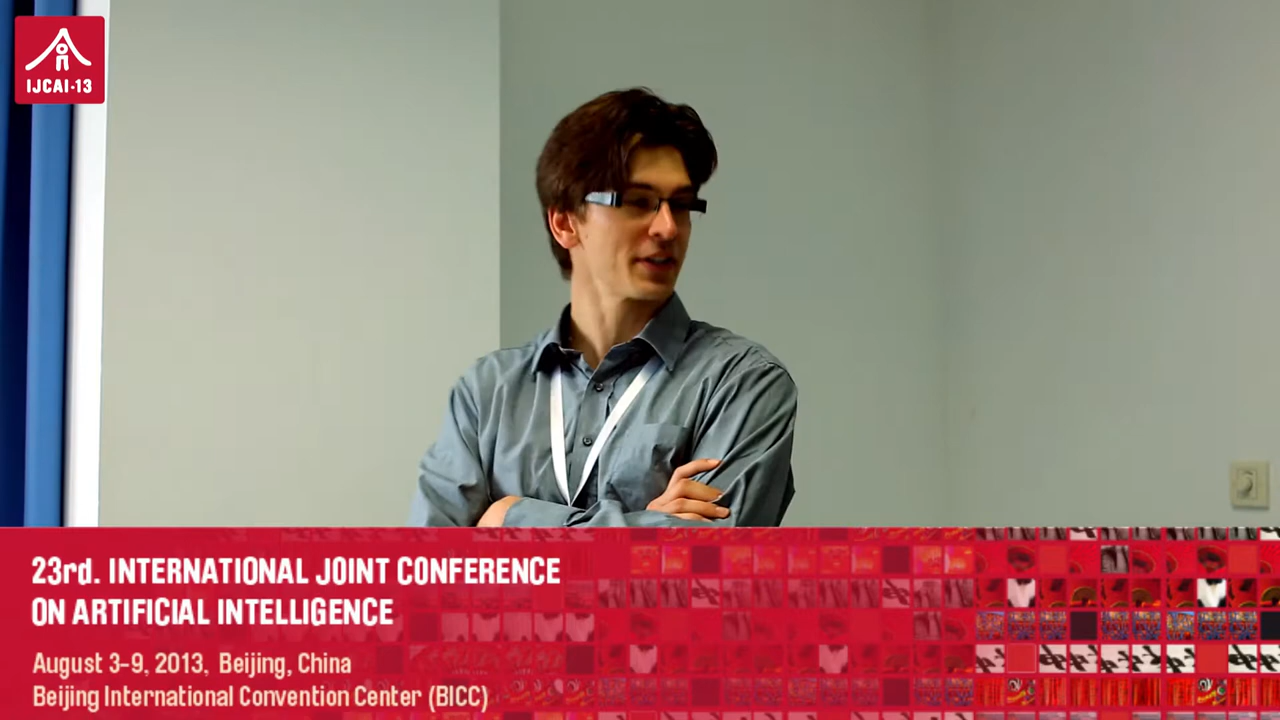 IJCAI-13
23rd. INTERNATIONAL JOINT CONFERENCE
ON ARTIFICIAL INTELLIGENCE
August 3-9, 2013, Beijing, China
Beijing International Convention Center (BICC)